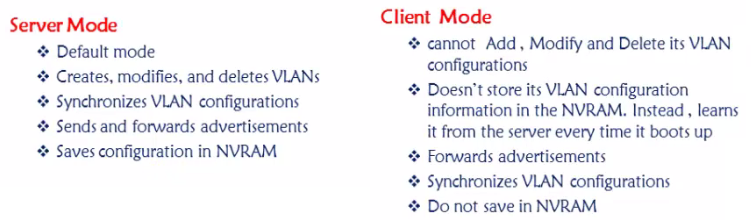 Server Mode
❖ Default mode
❖ Creates, modifies, and deletes VLANs
❖ Synchronizes VLAN configurations
❖ Sends and forwards advertisements
❖ Saves configuration in NVRAM
Client Mode
❖ cannot Add , Modify and Delete its VLAN
configurations
❖ Doesn't store its VLAN configuration
information in the NVRAM. Instead , learns
it from the server every time it boots up
❖ Forwards advertisements
❖ Synchronizes VLAN configurations
❖ Do not save in NVRAM